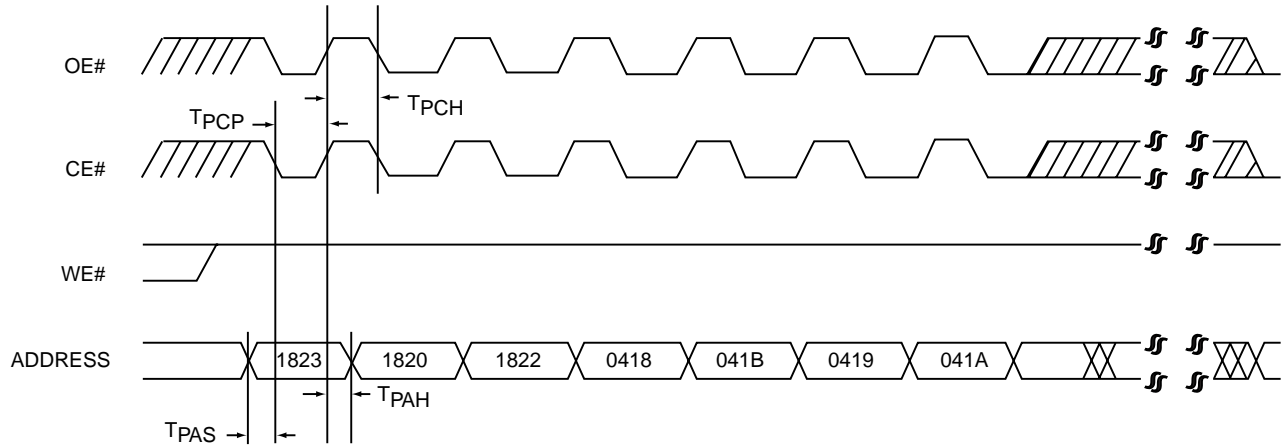 OE#
TPCP
TPCH
CE#
WE#
ADDRESS
1823 1820 1822 0418 041B 0419 041A
TPAH
TPAS